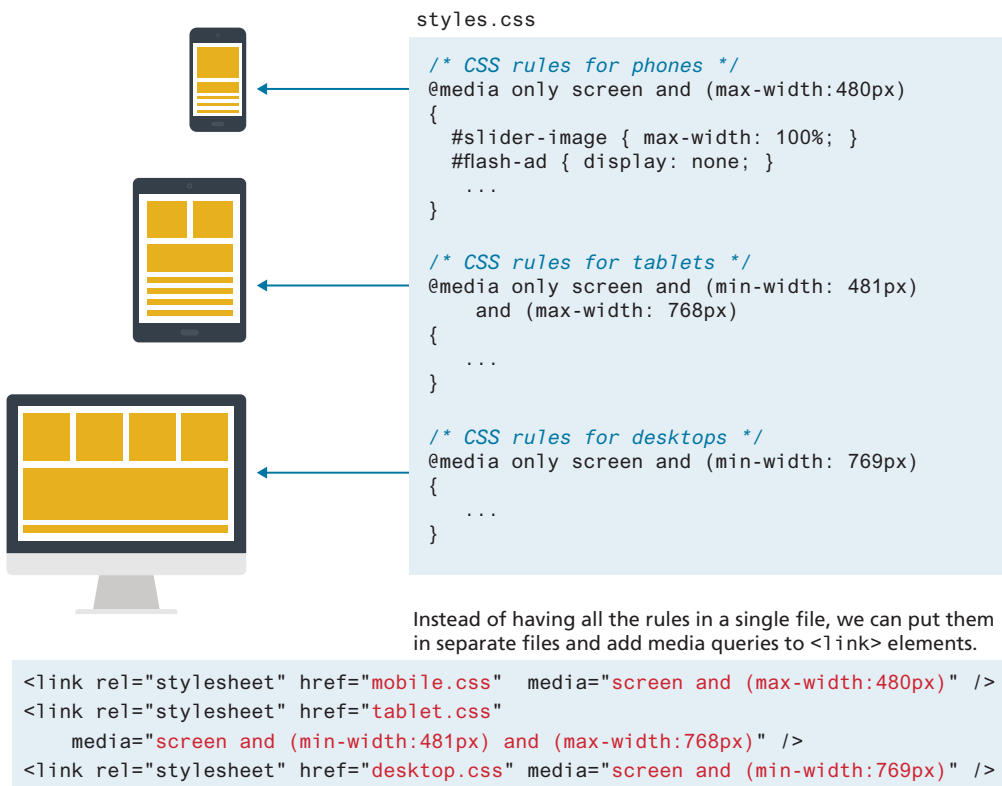 styles.css
/* CSS rules for phones */
@media only screen and (max-width:480px)
{
#slider-image { max-width: 100%; }
#flash-ad { display: none; }
...
}
/* CSS rules for tablets */
@media only screen and (min-width: 481px)
and (max-width: 768px)
{
...
}
/* CSS rules for desktops */
@media only screen and (min-width: 769px)
{
...
}
Instead of having all the rules in a single file, we can put them
in separate files and add media queries to <link> elements.
<link rel="stylesheet" href="mobile.css" media="screen and (max-width:480px)" />
<link rel="stylesheet" href="tablet.css"
media="screen and (min-width:481px) and (max-width:768px)" />
<link rel="stylesheet" href="desktop.css" media="screen and (min-width:769px)" />